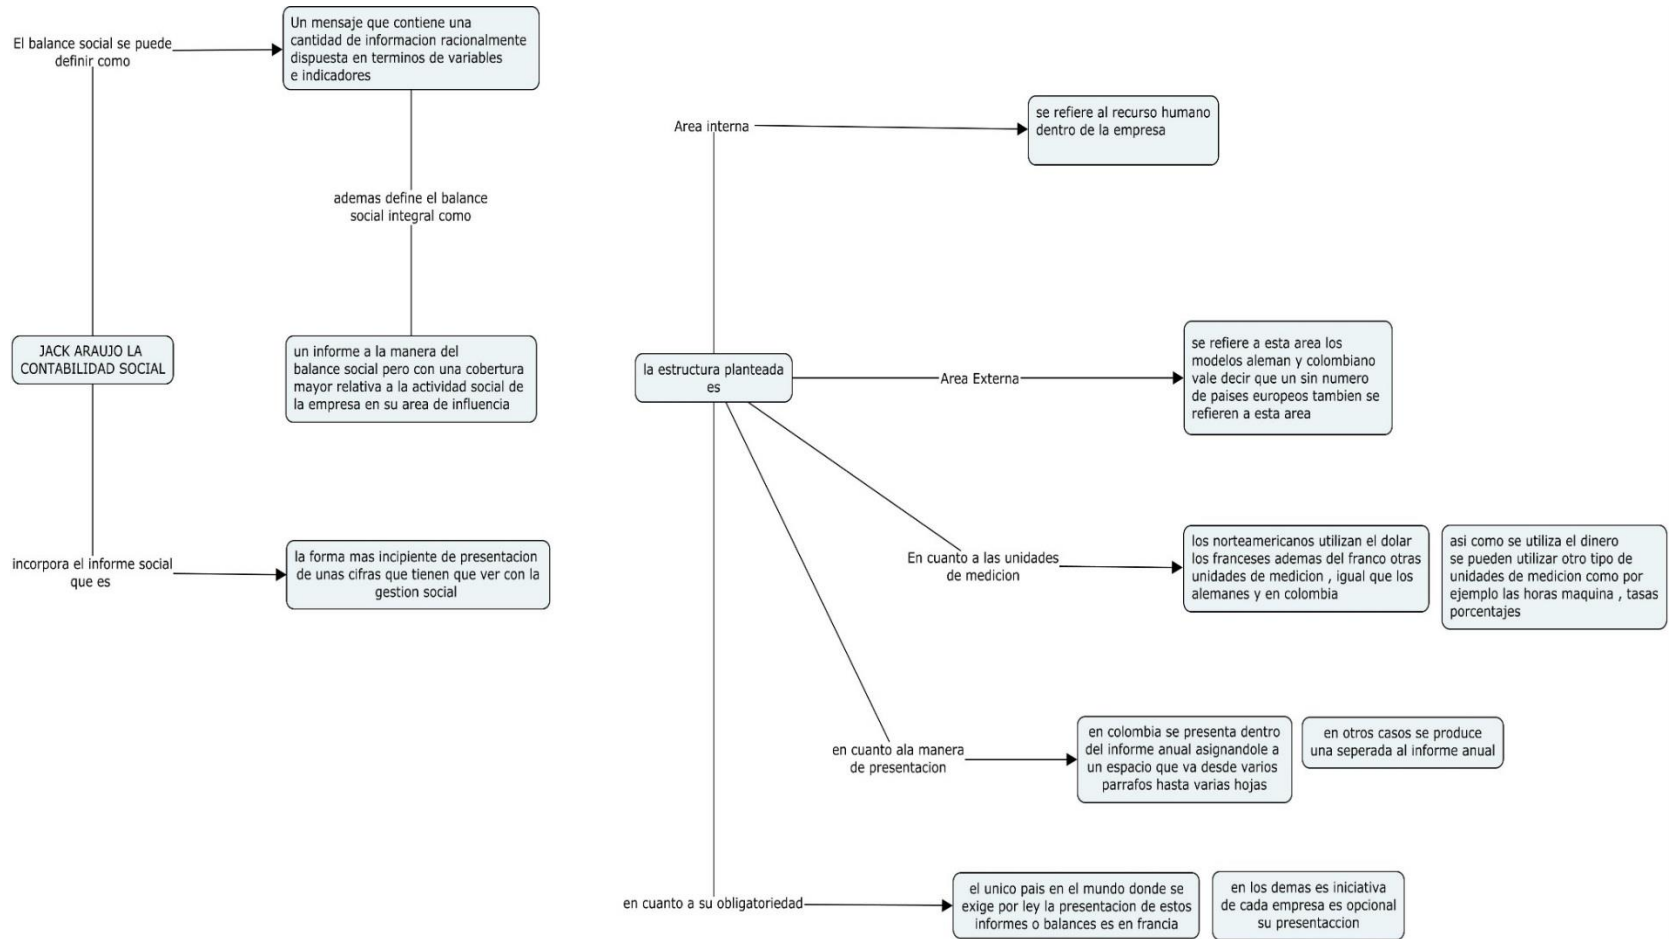 El balance social se puede
definir como
Un mensaje que contiene una
cantidad de informacion racionalmente
dispuesta en terminos de variables
e indicadores
ademas define el balance
social integral como
JACK ARAUJO LA
CONTABILIDAD SOCIAL
un informe a la manera del
balance social pero con una cobertura
mayor relativa a la actividad social de
la empresa en su area de influencia
incorpora el informe social
que es
la forma mas incipiente de presentacion
de unas cifras que tienen que ver con la
gestion social
Area interna
se refiere al recurso humano
dentro de la empresa
la estructura planteada
es
Area Externa
se refiere a esta area los
modelos aleman y colombiano
vale decir que un sin numero
de paises europeos tambien se
refieren a esta area
En cuanto a las unidades
de medicion
los norteamericanos utilizan el dolar
los franceses ademas del franco otras
unidades de medicion , igual que los
alemanes y en colombia
asi como se utiliza el dinero
se pueden utilizar otro tipo de
unidades de medicion como por
ejemplo las horas maquina , tasas
porcentajes
en cuanto ala manera
de presentacion
en colombia se presenta dentro
del informe anual asignandole a
un espacio que va desde varios
parrafos hasta varias hojas
en otros casos se produce
una seperada al informe anual
en cuanto a su obligatoriedad
el unico pais en el mundo donde se
exige por ley la presentacion de estos
informes o balances es en francia
en los demas es iniciativa
de cada empresa es opcional
su presentaccion